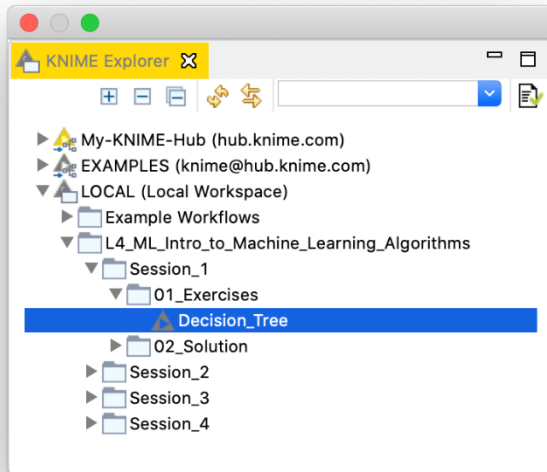 KNIME Explorer
My-KNIME-Hub (hub.knime.com)
EXAMPLES (knime@hub.knime.com)
LOCAL (Local Workspace)
Example Workflows
L4_ML_Intro_to_Machine_Learning_Algorithms
Session_1
01_Exercises
Decision_Tree
02_Solution
Session_2
Session_3
Session_4